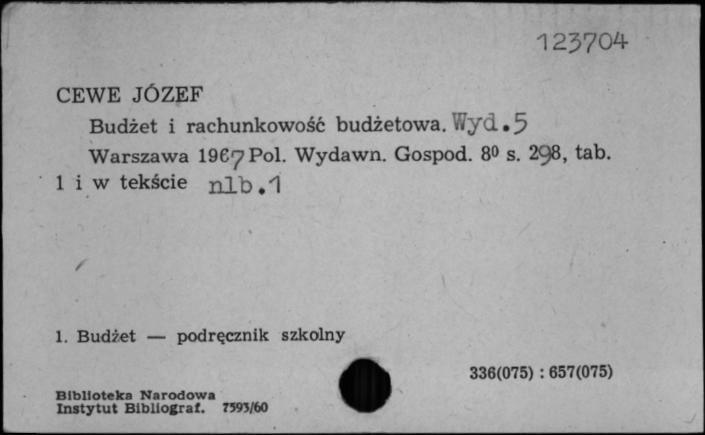 123704
CEWE JÓZEF
Budżet i rachunkowość budżetowa. Wyd.5
Warszawa 1967 Pol. Wydawn. Gospod. 8⁰ s. 298, tab.
1 i w tekście nlb.1
1. Budżet — podręcznik szkolny
336(075) : 657(075)
Biblioteka Narodowa
Instytut Bibliograf. 7593/60